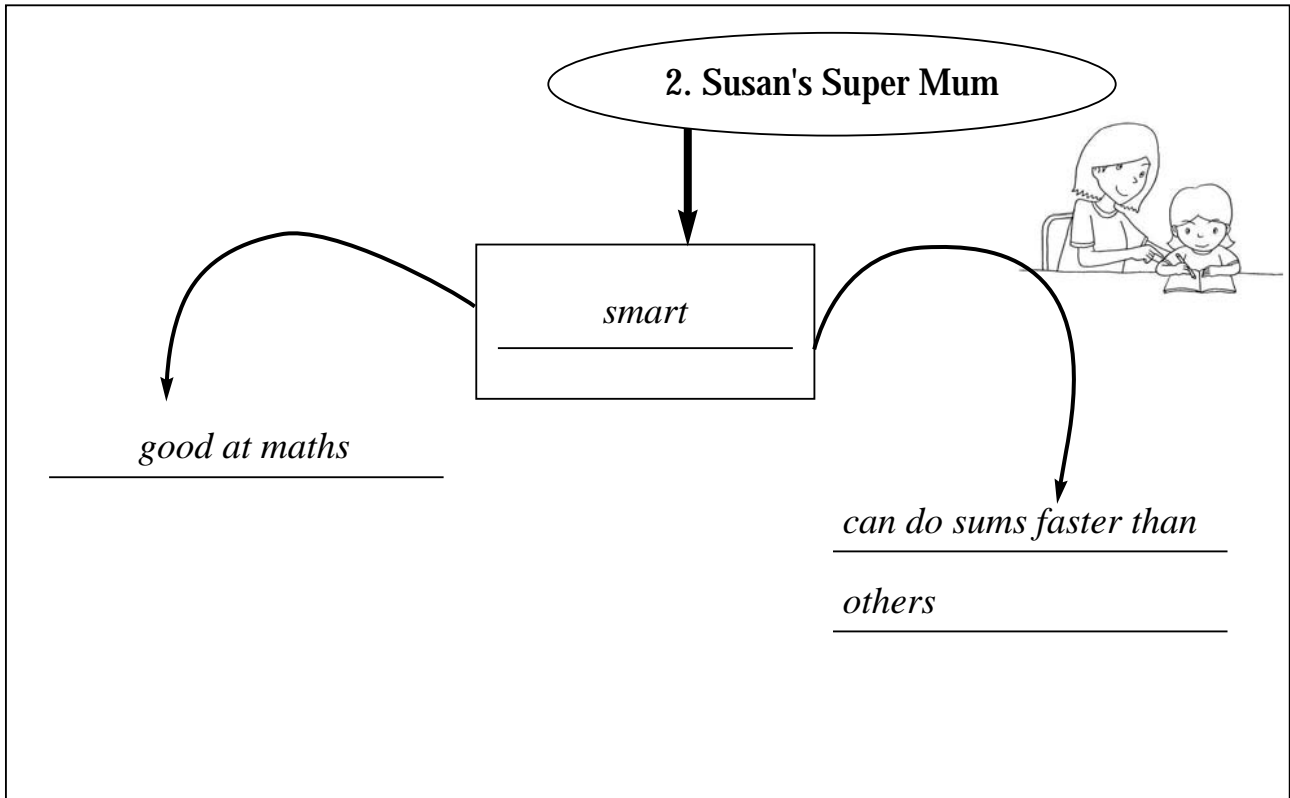 2. Susan's Super Mum
smart
good at maths
can do sums faster than
others